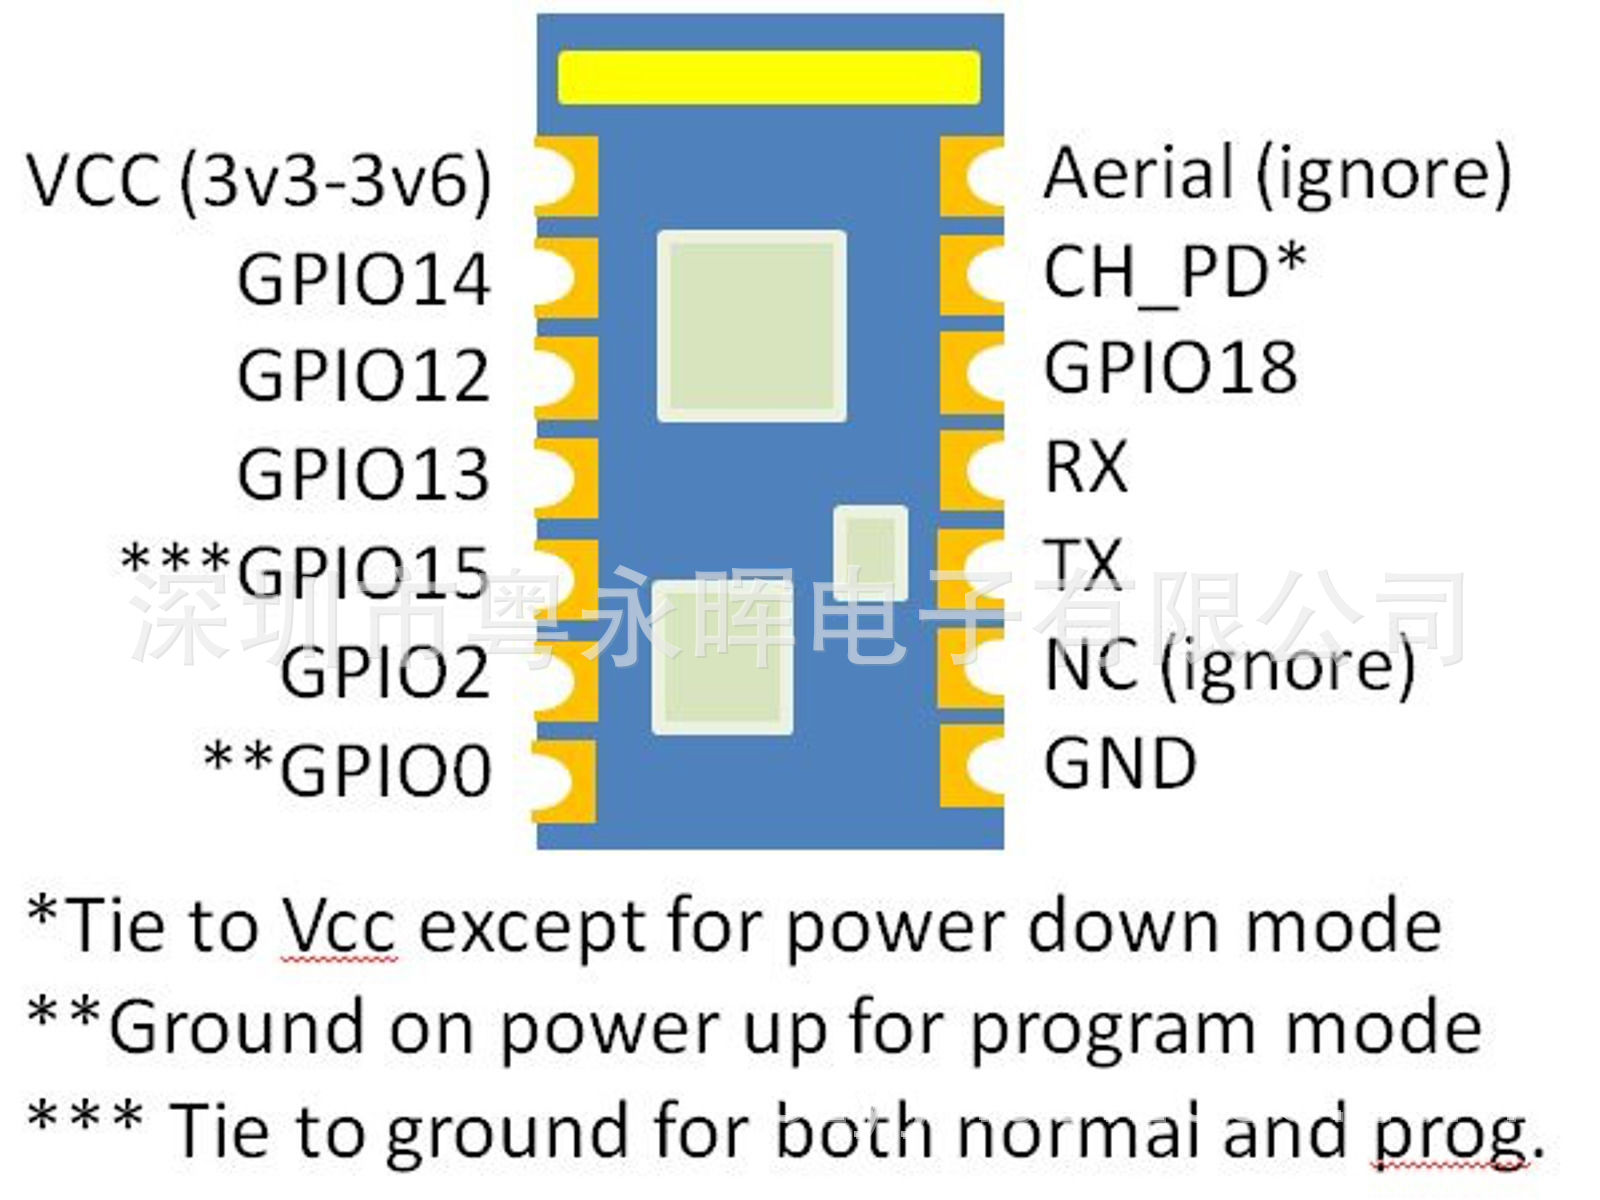 VCC (3v3-3v6)
GPIO14
GPIO12
GPIO13
***GPIO15
GPIO2
**GPIO0
Aerial (ignore)
CH_PD*
GPIO18
RX
TX
NC (ignore)
GND
深圳市粤永晖电子有限公司
*Tie to Vcc except for power down mode
**Ground on power up for program mode
*** Tie to ground for both normal and prog.